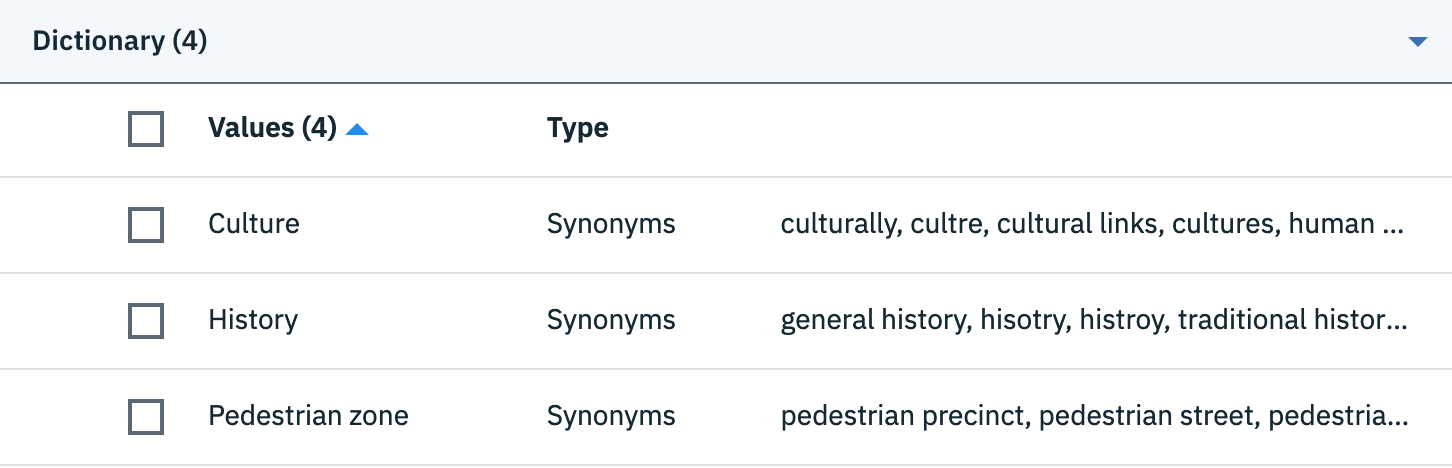 Dictionary (4)
Values (4) Type
Culture Synonyms culturally, cultre, cultural links, cultures, human ...
History Synonyms general history, hisotry, histroy, traditional histor...
Pedestrian zone Synonyms pedestrian precinct, pedestrian street, pedestria...